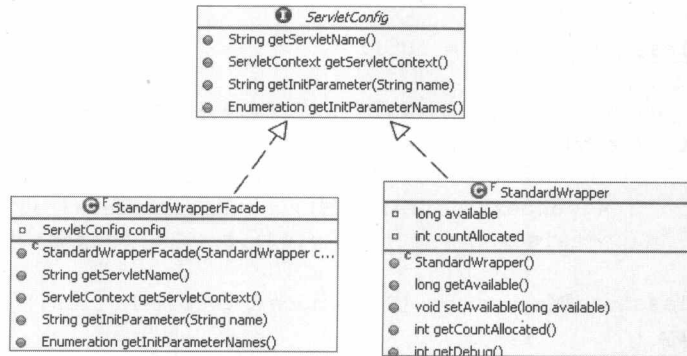 I ServletConfig
String getServletName()
ServletContext getServletContext()
String getInitParameter(String name)
Enumeration getInitParameterNames()
C F StandardWrapperFacade
ServletConfig config
C StandardWrapperFacade(StandardWrapper c...
String getServletName()
ServletContext getServletContext()
String getInitParameter(String name)
Enumeration getInitParameterNames()
C F StandardWrapper
long available
int countAllocated
C StandardWrapper()
long getAvailable()
void setAvailable(long available)
int getCountAllocated()
int getDebug()